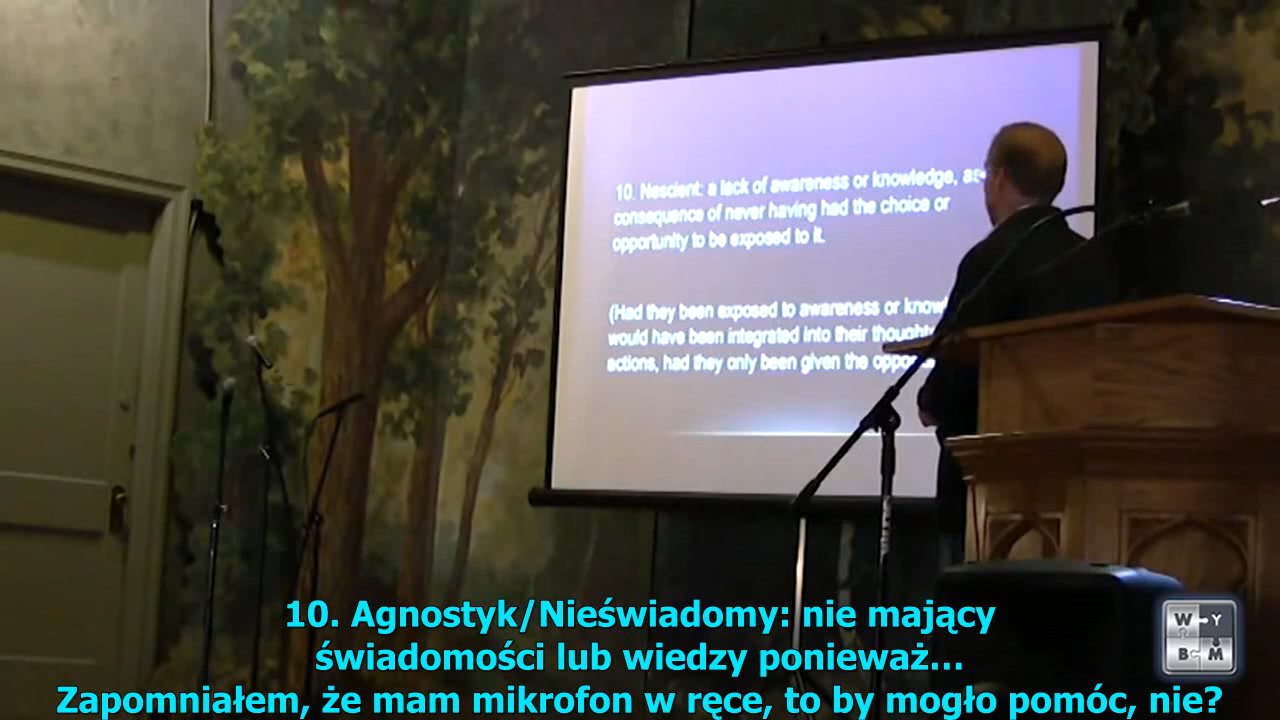 10. Nescient: a lack of awareness or knowledge, as
consequence of never having had the choice or
opportunity to be exposed to it.
(Had they been exposed to awareness or knowl
would have been integrated into their thoughts
actions, had they only been given the oppo
10. Agnostyk/Nieświadomy: nie mający
świadomości lub wiedzy ponieważ...
Zapomniałem, że mam mikrofon w ręce, to by mogło pomóc, nie?
W Y
B M